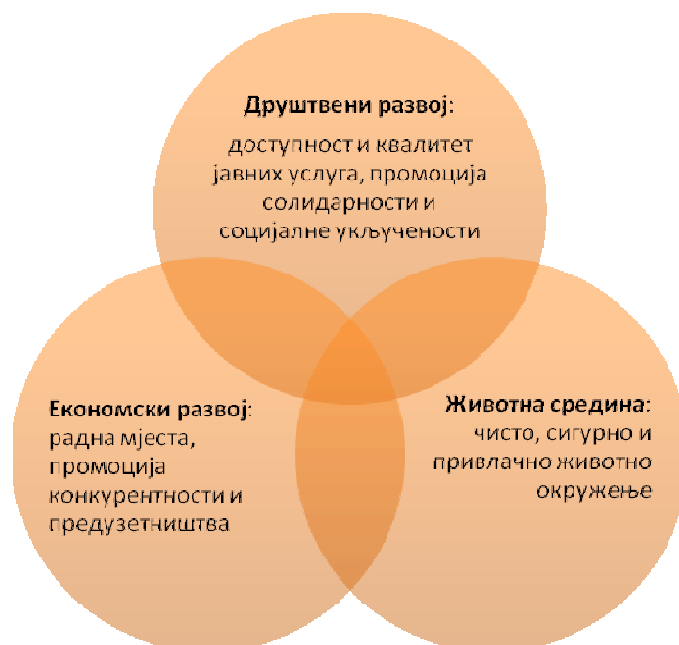 Друштвени развој:
доступност и квалитет
јавних услуга, промоција
солидарности и
социјалне укључености
Економски развој:
радна мјеста,
промоција
конкурентности и
предузетништва
Животна средина:
чисто, сигурно и
привлачно животно
окружење